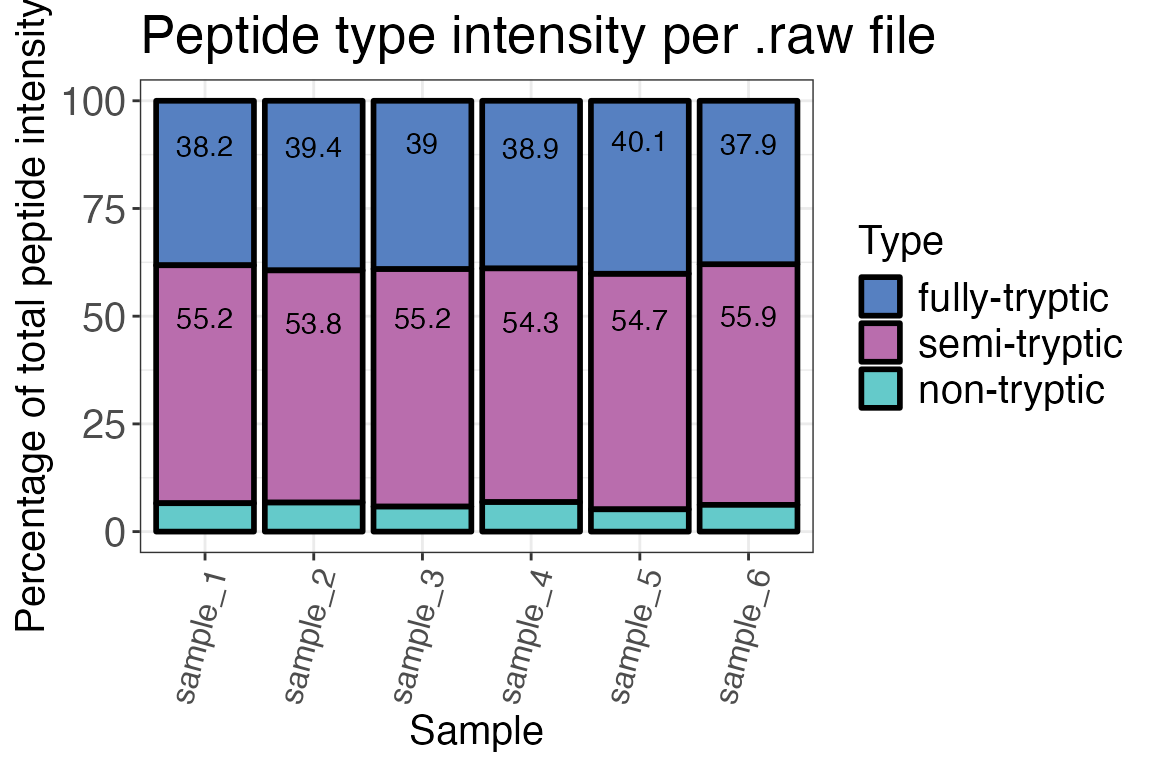 Peptide type intensity per .raw file
Percentage of total peptide intensity
100
75
50
25
0
38.2 39.4 39 38.9 40.1 37.9
55.2 53.8 55.2 54.3 54.7 55.9
sample_1 sample_2 sample_3 sample_4 sample_5 sample_6
Sample
Type
fully-tryptic
semi-tryptic
non-tryptic